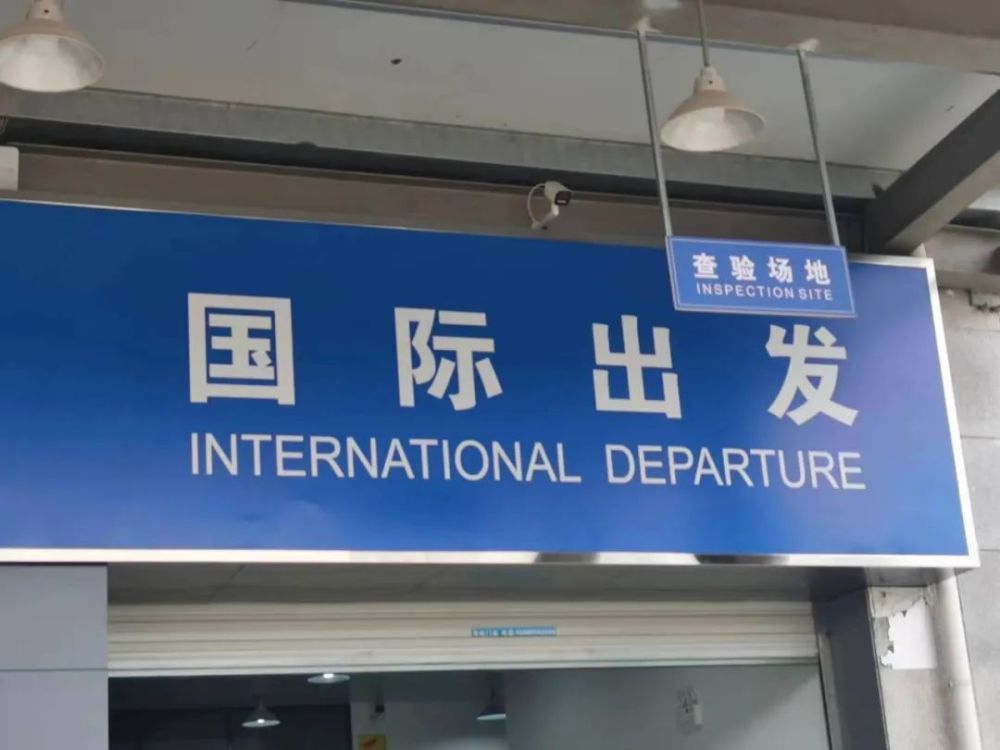 查验场地
INSPECTION SITE
国际出发
INTERNATIONAL DEPARTURE